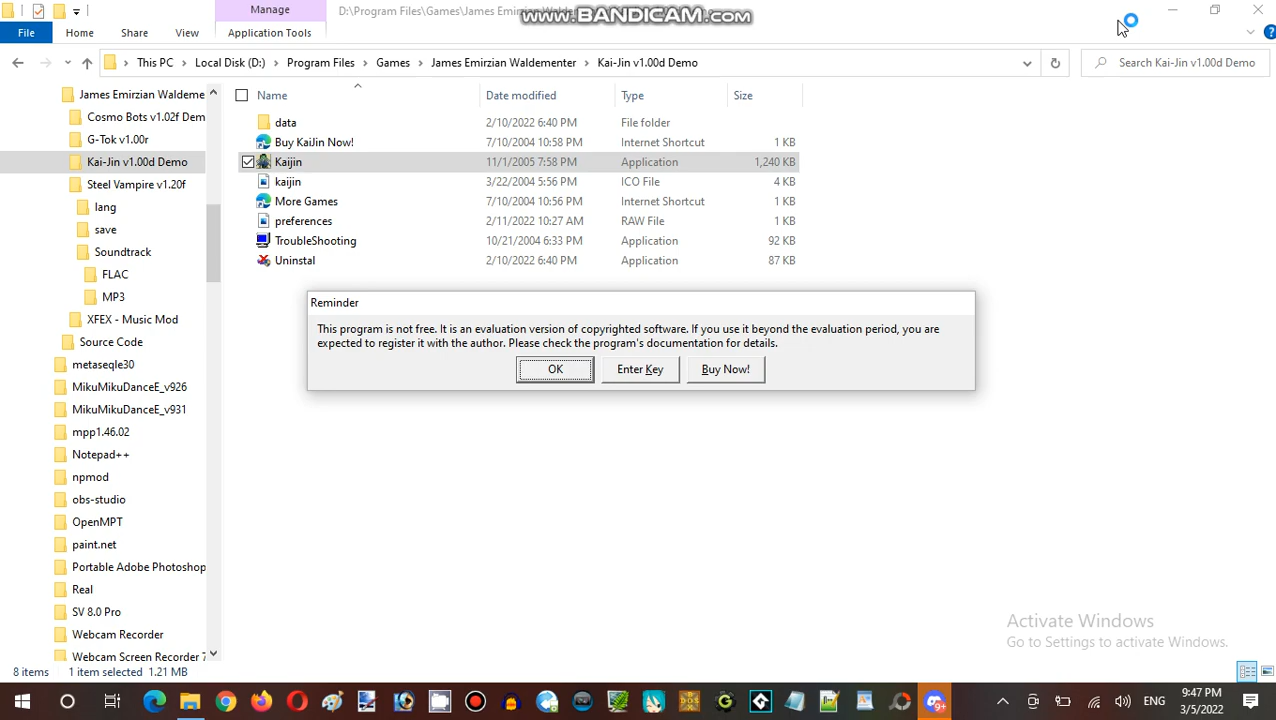 Manage
D:\Program Files\Games\James Emirzian Waldementer
www.BANDICAM.com
File
Home
Share
View
Application Tools
This PC
Local Disk (D:)
Program Files
Games
James Emirzian Waldementer
Kai-Jin v1.00d Demo
Search Kai-Jin v1.00d Demo
Name
Date modified
Type
Size
James Emirzian Waldeme
Cosmo Bots v1.02f Dem
G-Tok v1.00r
Kai-Jin v1.00d Demo
Steel Vampire v1.20f
lang
save
Soundtrack
FLAC
MP3
XFEX - Music Mod
Source Code
metaseqle30
MikuMikuDanceE_v926
MikuMikuDanceE_v931
mpp1.46.02
Notepad++
npmod
obs-studio
OpenMPT
paint.net
Portable Adobe Photoshop
Real
SV 8.0 Pro
Webcam Recorder
Webcam Screen Recorder 7
data 2/10/2022 6:40 PM File folder
Buy KaiJin Now! 7/10/2004 10:58 PM Internet Shortcut 1 KB
Kaijin 11/1/2005 7:58 PM Application 1,240 KB
kaijin 3/22/2004 5:56 PM ICO File 4 KB
More Games 7/10/2004 10:56 PM Internet Shortcut 1 KB
preferences 2/11/2022 10:27 AM RAW File 1 KB
TroubleShooting 10/21/2004 6:33 PM Application 92 KB
Uninstal 2/10/2022 6:40 PM Application 87 KB
Reminder
This program is not free. It is an evaluation version of copyrighted software. If you use it beyond the evaluation period, you are
expected to register it with the author. Please check the program's documentation for details.
OK
Enter Key
Buy Now!
Activate Windows
Go to Settings to activate Windows.
8 items
1 item selected 1.21 MB
DOS
9+
ENG
9:47 PM
3/5/2022